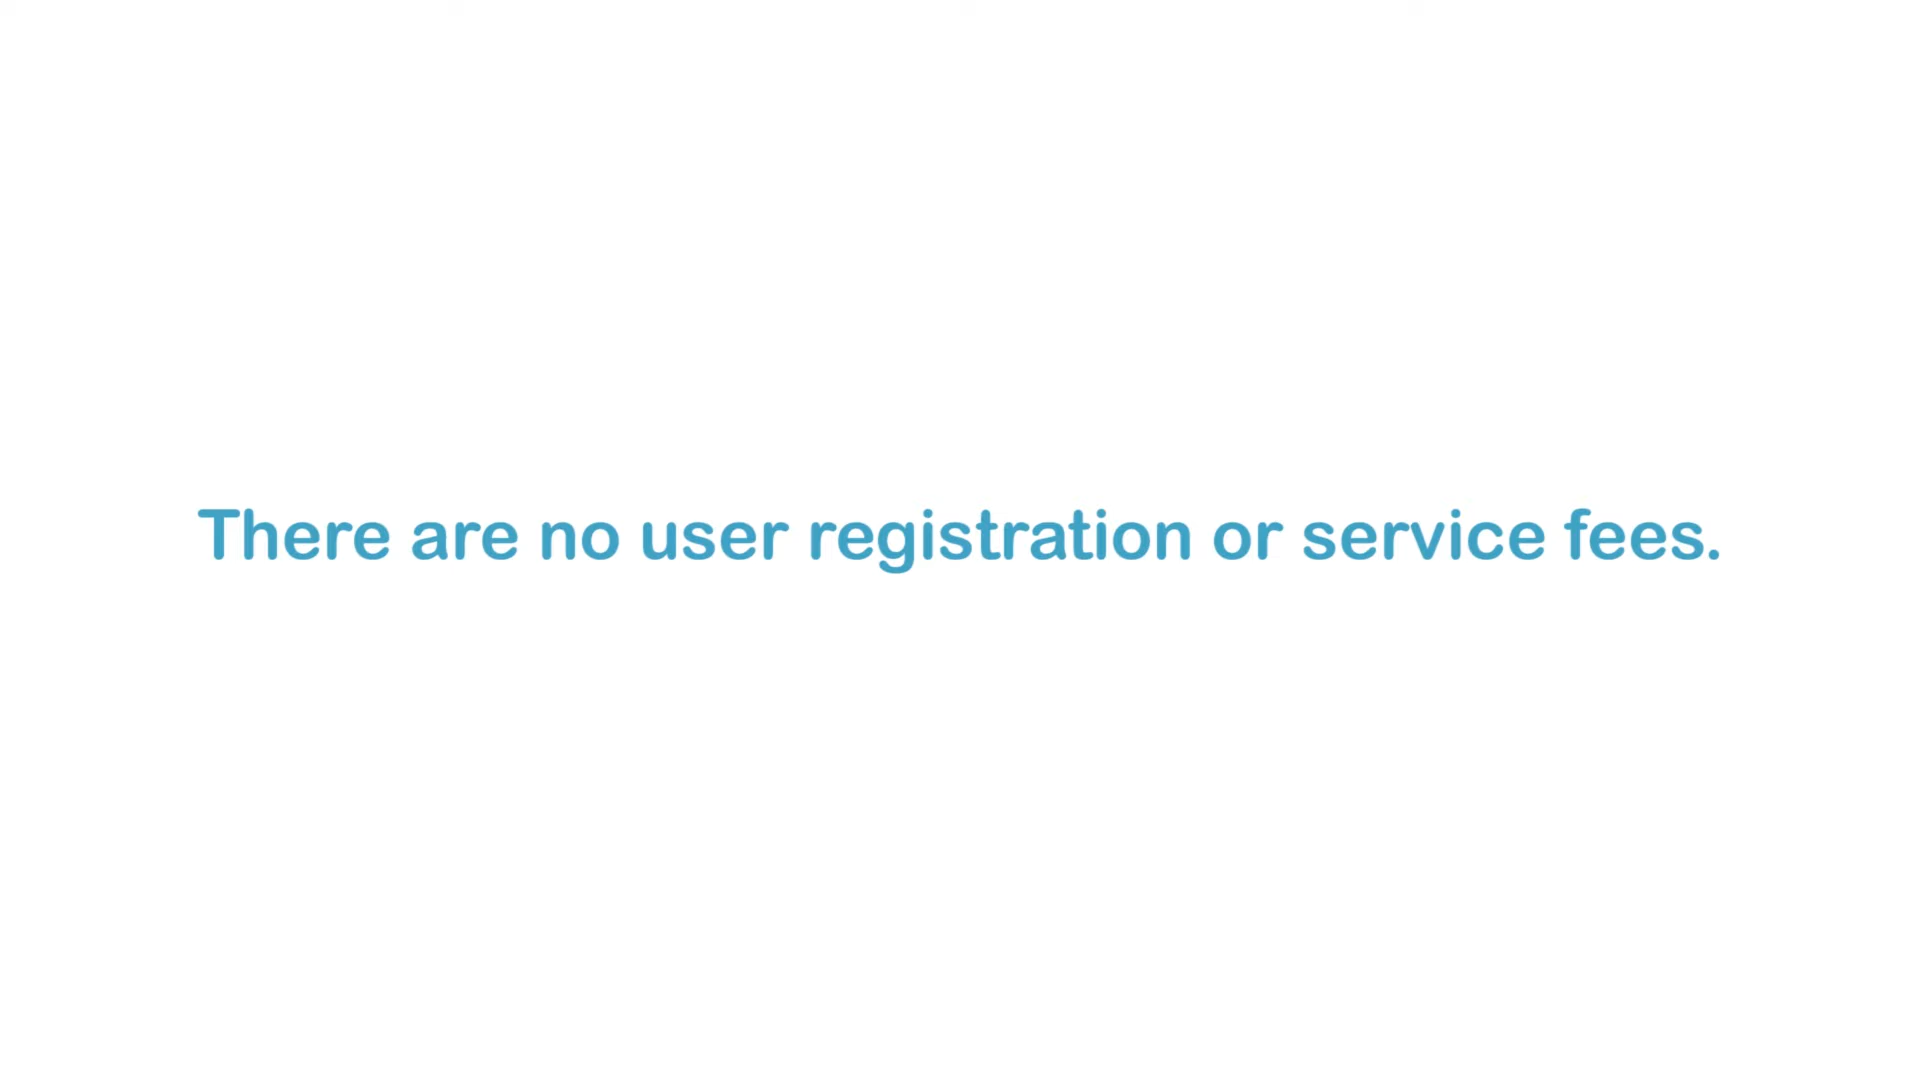 There are no user registration or service fees.